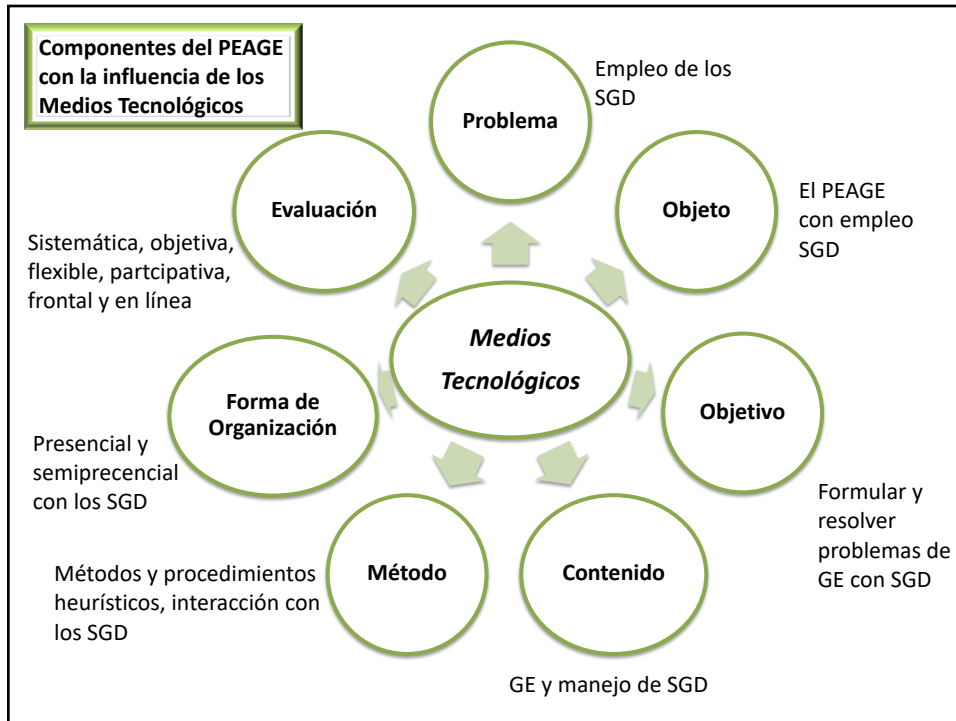 Componentes del PEAGE
con la influencia de los
Medios Tecnológicos
Problema
Empleo de los
SGD
Objeto
El PEAGE
con empleo
SGD
Objetivo
Formular y
resolver
problemas de
GE con SGD
Contenido
GE y manejo de SGD
Método
Métodos y procedimientos
heurísticos, interacción con
los SGD
Forma de
Organización
Presencial y
semiprecencial
con los SGD
Evaluación
Sistemática, objetiva,
flexible, partcipativa,
frontal y en línea
Medios
Tecnológicos